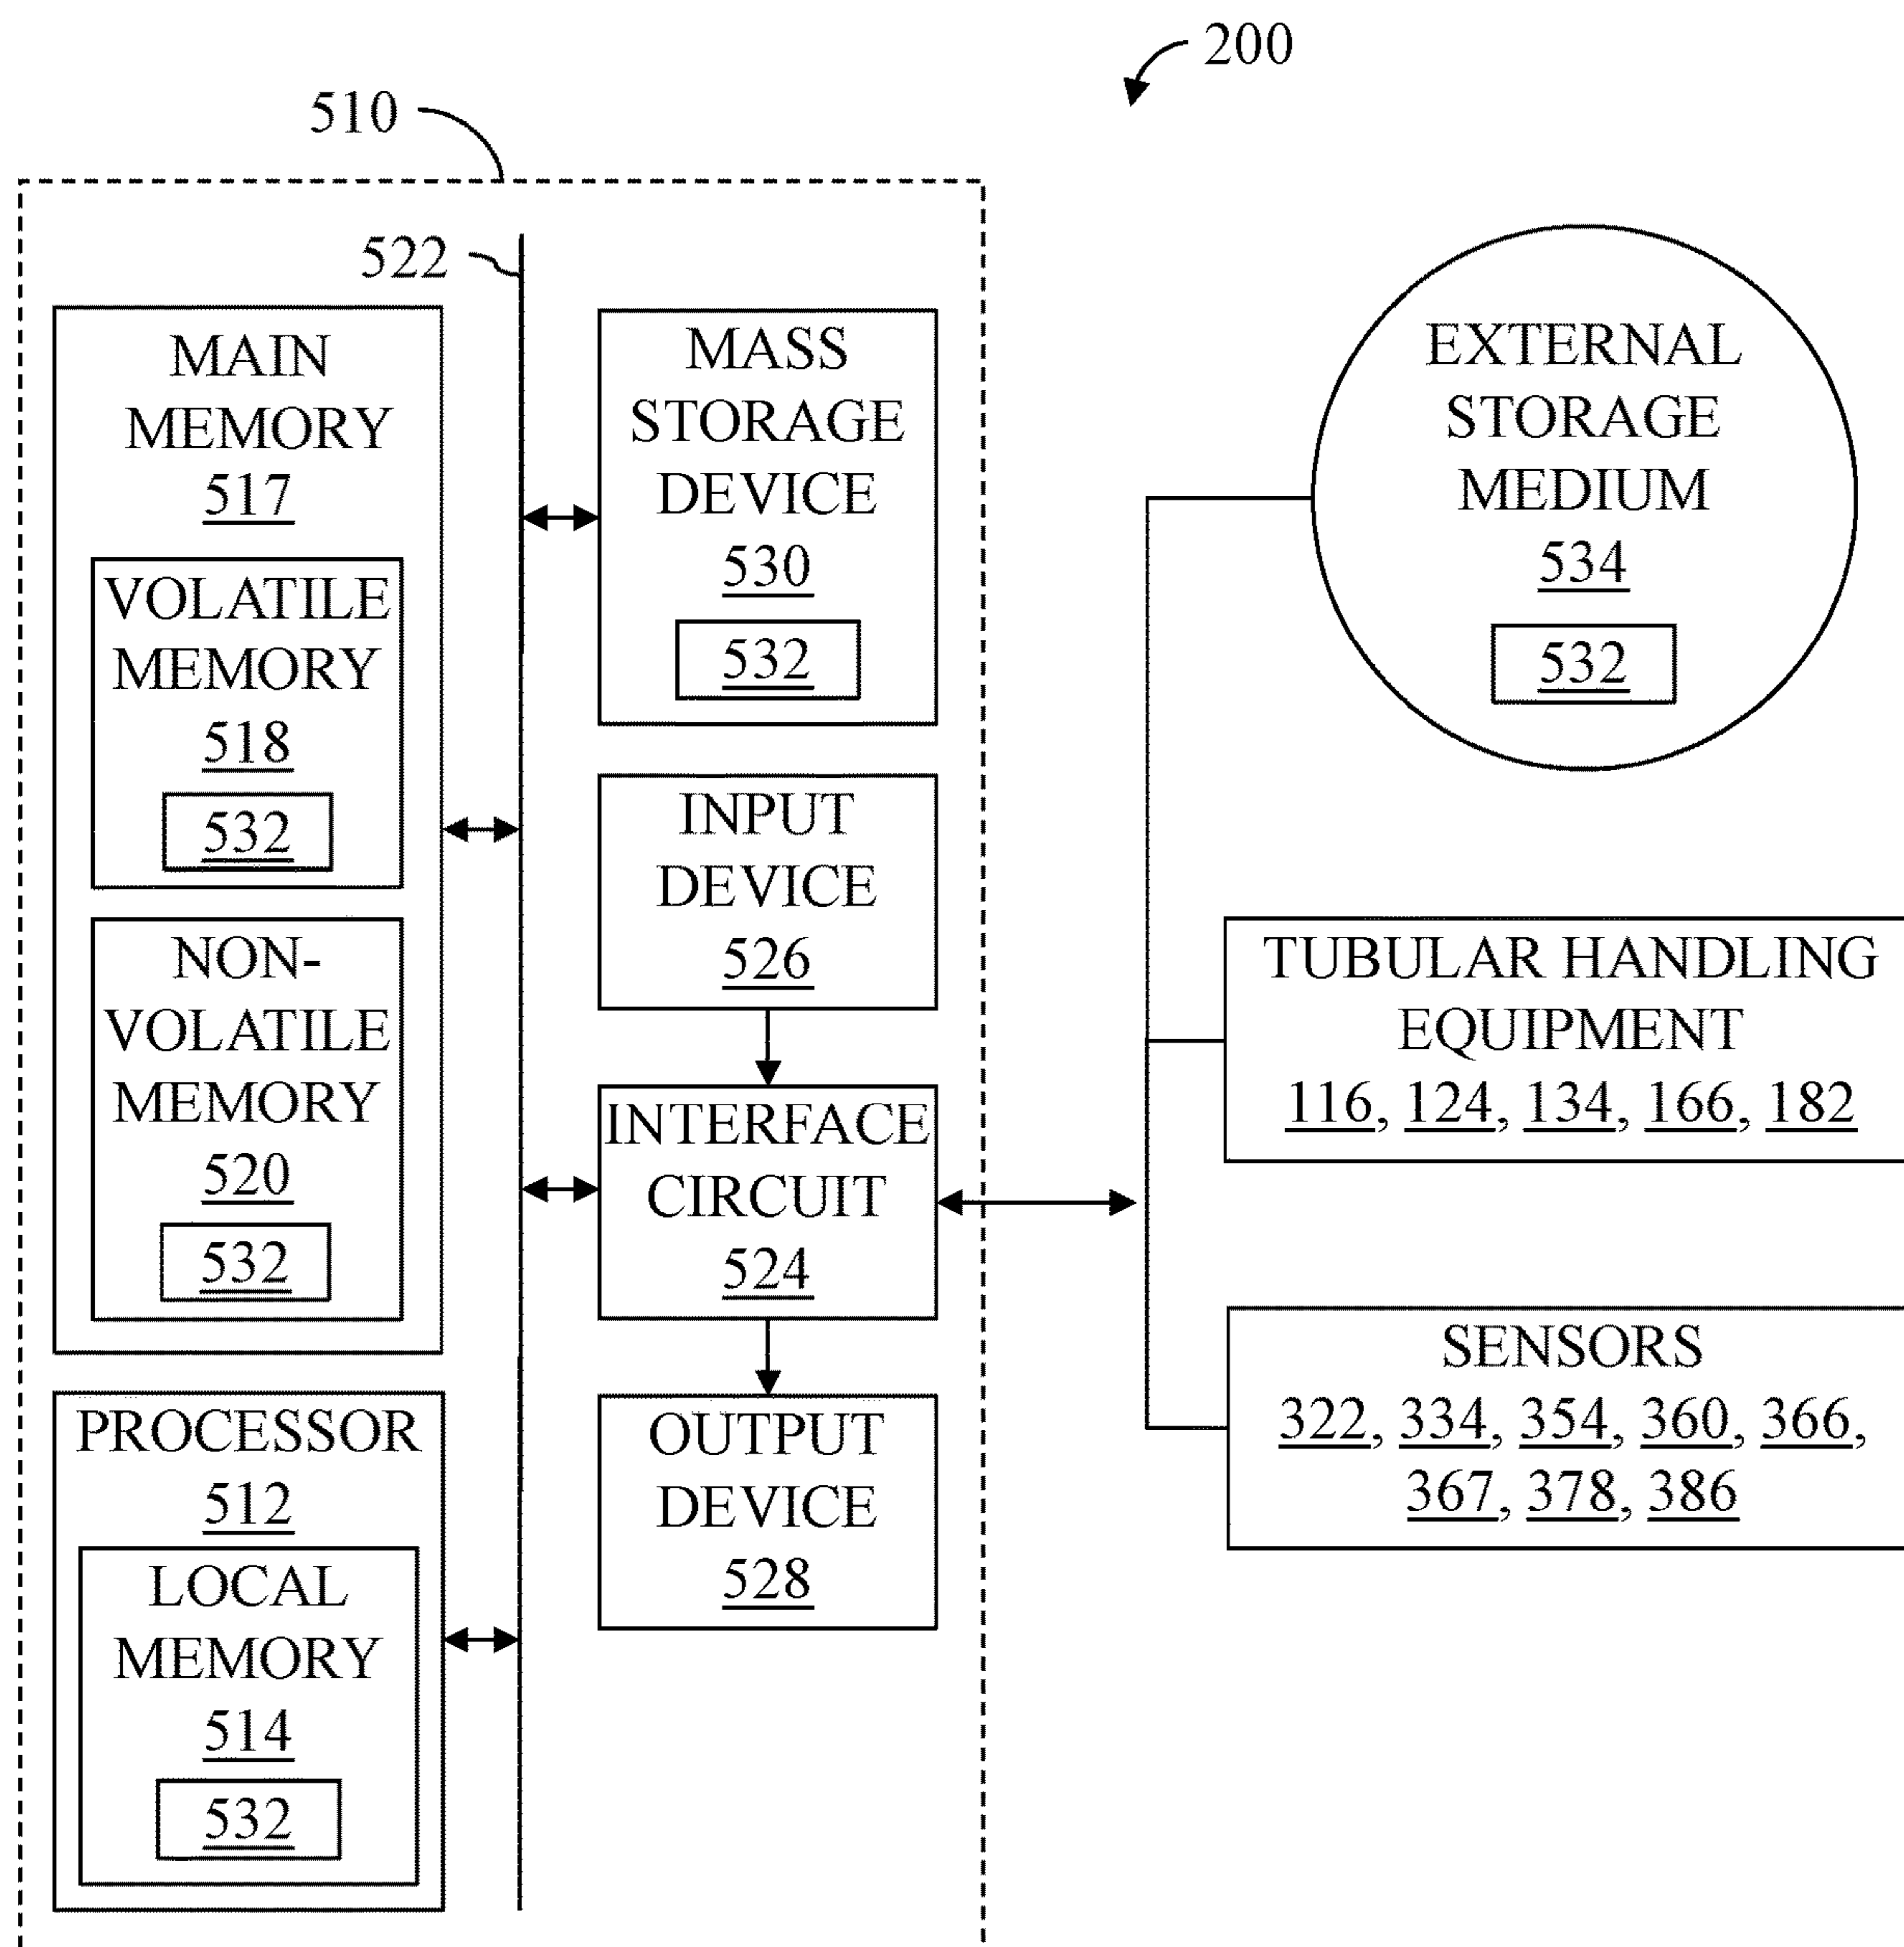 200
510
522
MAIN
MEMORY
517
VOLATILE
MEMORY
518
532
NON-
VOLATILE
MEMORY
520
532
PROCESSOR
512
LOCAL
MEMORY
514
532
MASS
STORAGE
DEVICE
530
532
INPUT
DEVICE
526
INTERFACE
CIRCUIT
524
OUTPUT
DEVICE
528
EXTERNAL
STORAGE
MEDIUM
534
532
TUBULAR HANDLING
EQUIPMENT
116, 124, 134, 166, 182
SENSORS
322, 334, 354, 360, 366,
367, 378, 386